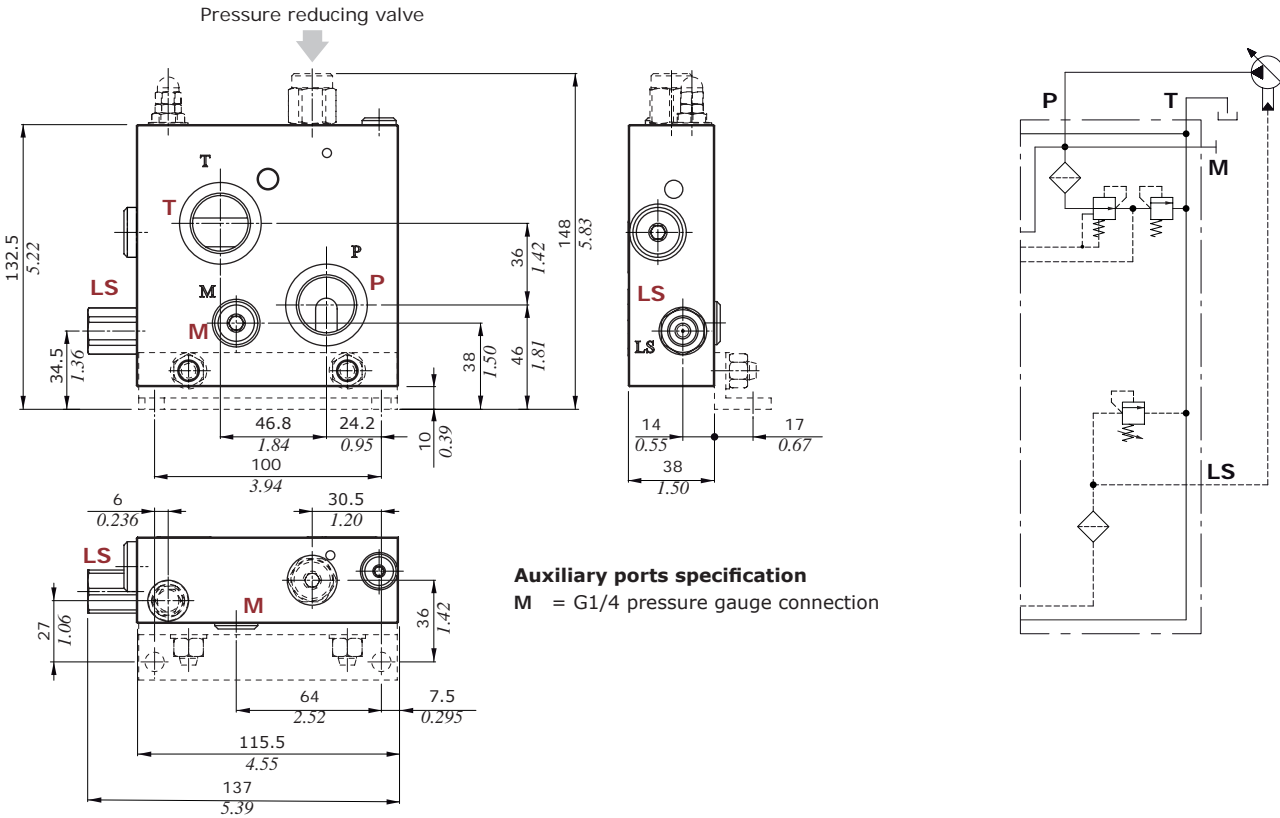 Pressure reducing valve
T
T
P
P
M
M
LS
132.5
5.22
34.5
1.36
36
1.42
148
5.83
38
1.50
46
1.81
10
0.39
46.8
1.84
24.2
0.95
100
3.94
LS
LS
14
0.55
17
0.67
38
1.50
P
T
M
LS
6
0.236
30.5
1.20
LS
M
27
1.06
36
1.42
64
2.52
7.5
0.295
115.5
4.55
137
5.39
Auxiliary ports specification
M = G1/4 pressure gauge connection